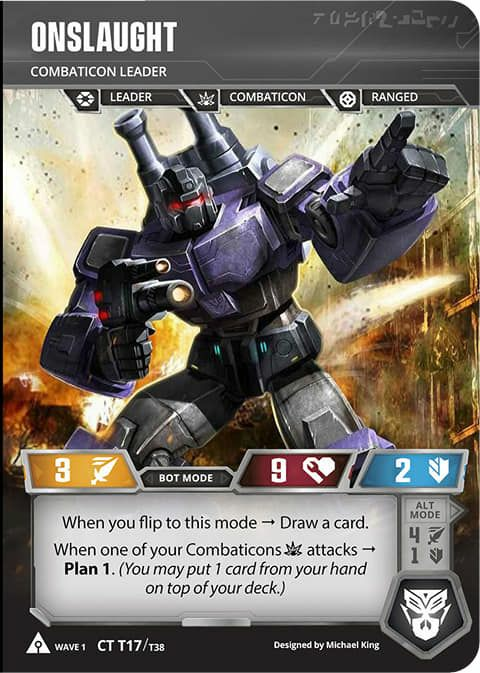 ONSLAUGHT
COMBATICON LEADER
LEADER COMBATICON RANGED
3 BOT MODE 9 2
When you flip to this mode → Draw a card.
When one of your Combaticons attacks →
Plan 1. (You may put 1 card from your hand
on top of your deck.)
ALT
MODE
4
1
WAVE 1 CT T17/T38 Designed by Michael King